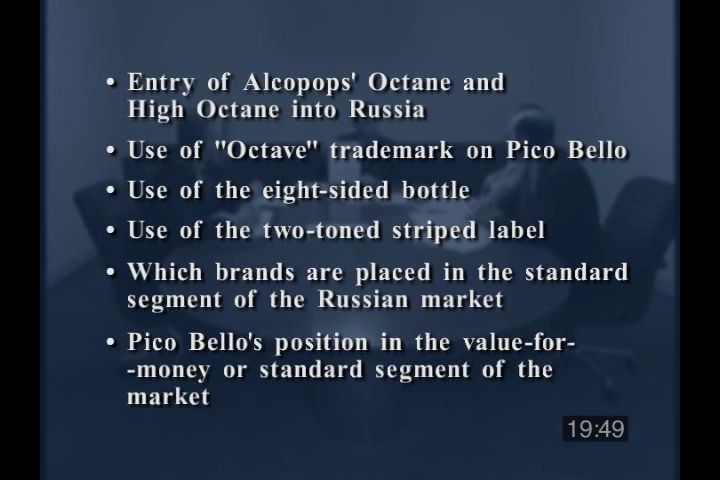 • Entry of Alcopops' Octane and
High Octane into Russia
• Use of "Octave" trademark on Pico Bello
• Use of the eight-sided bottle
• Use of the two-toned striped label
• Which brands are placed in the standard
segment of the Russian market
• Pico Bello's position in the value-for-
-money or standard segment of the
market
19:49